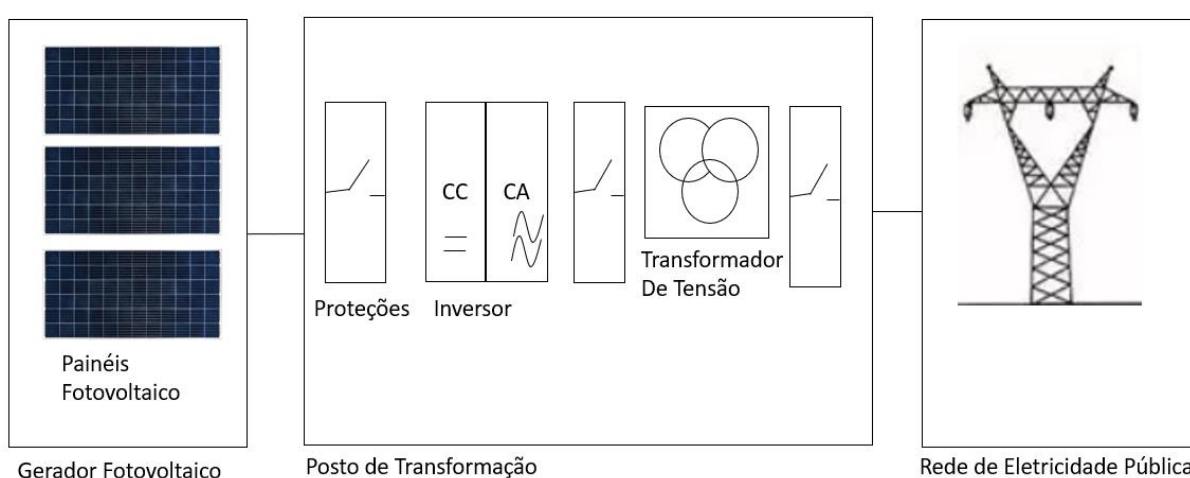 Painéis
Fotovoltaico
Gerador Fotovoltaico
Proteções
Inversor
CC
CA
Transformador
De Tensão
Posto de Transformação
Rede de Eletricidade Pública